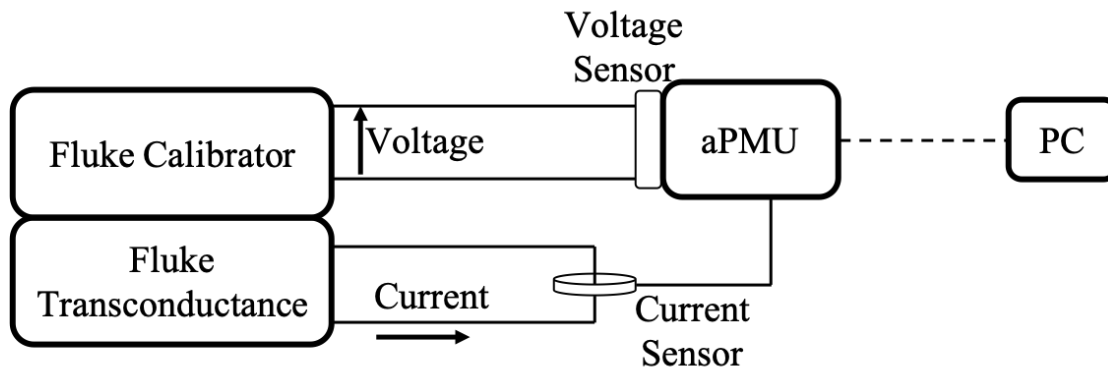 Voltage
Sensor
Fluke Calibrator
Voltage
aPMU
PC
Fluke
Transconductance
Current
Current
Sensor